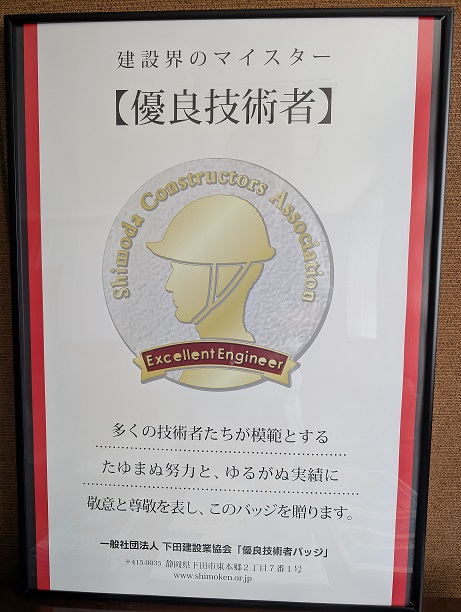 建設界のマイスター
【優良技術者】
Shimoda Constructors Association
Excellent Engineer
多くの技術者たちが模範とする
たゆまぬ努力と、ゆるがぬ実績に
敬意と尊敬を表し、このバッジを贈ります。
一般社団法人 下田建設業協会「優良技術者バッジ」
〒415-0035 静岡県下田市東本郷２丁目７番１号
www.shimoken.or.jp